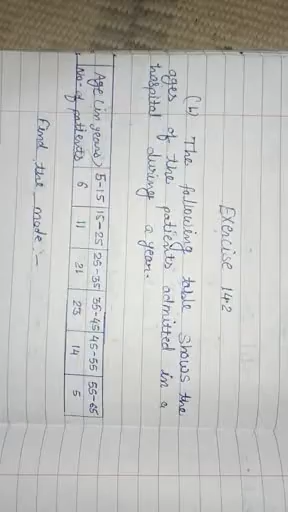 Exercise 14.2
(b) The following table shows the
ages of the patients admitted in a
hospital during a year.
Age (in years) 5-15 15-25 25-35 35-45 45-55 55-65
No. of patients 6 11 21 23 14 5
Find the mode:-